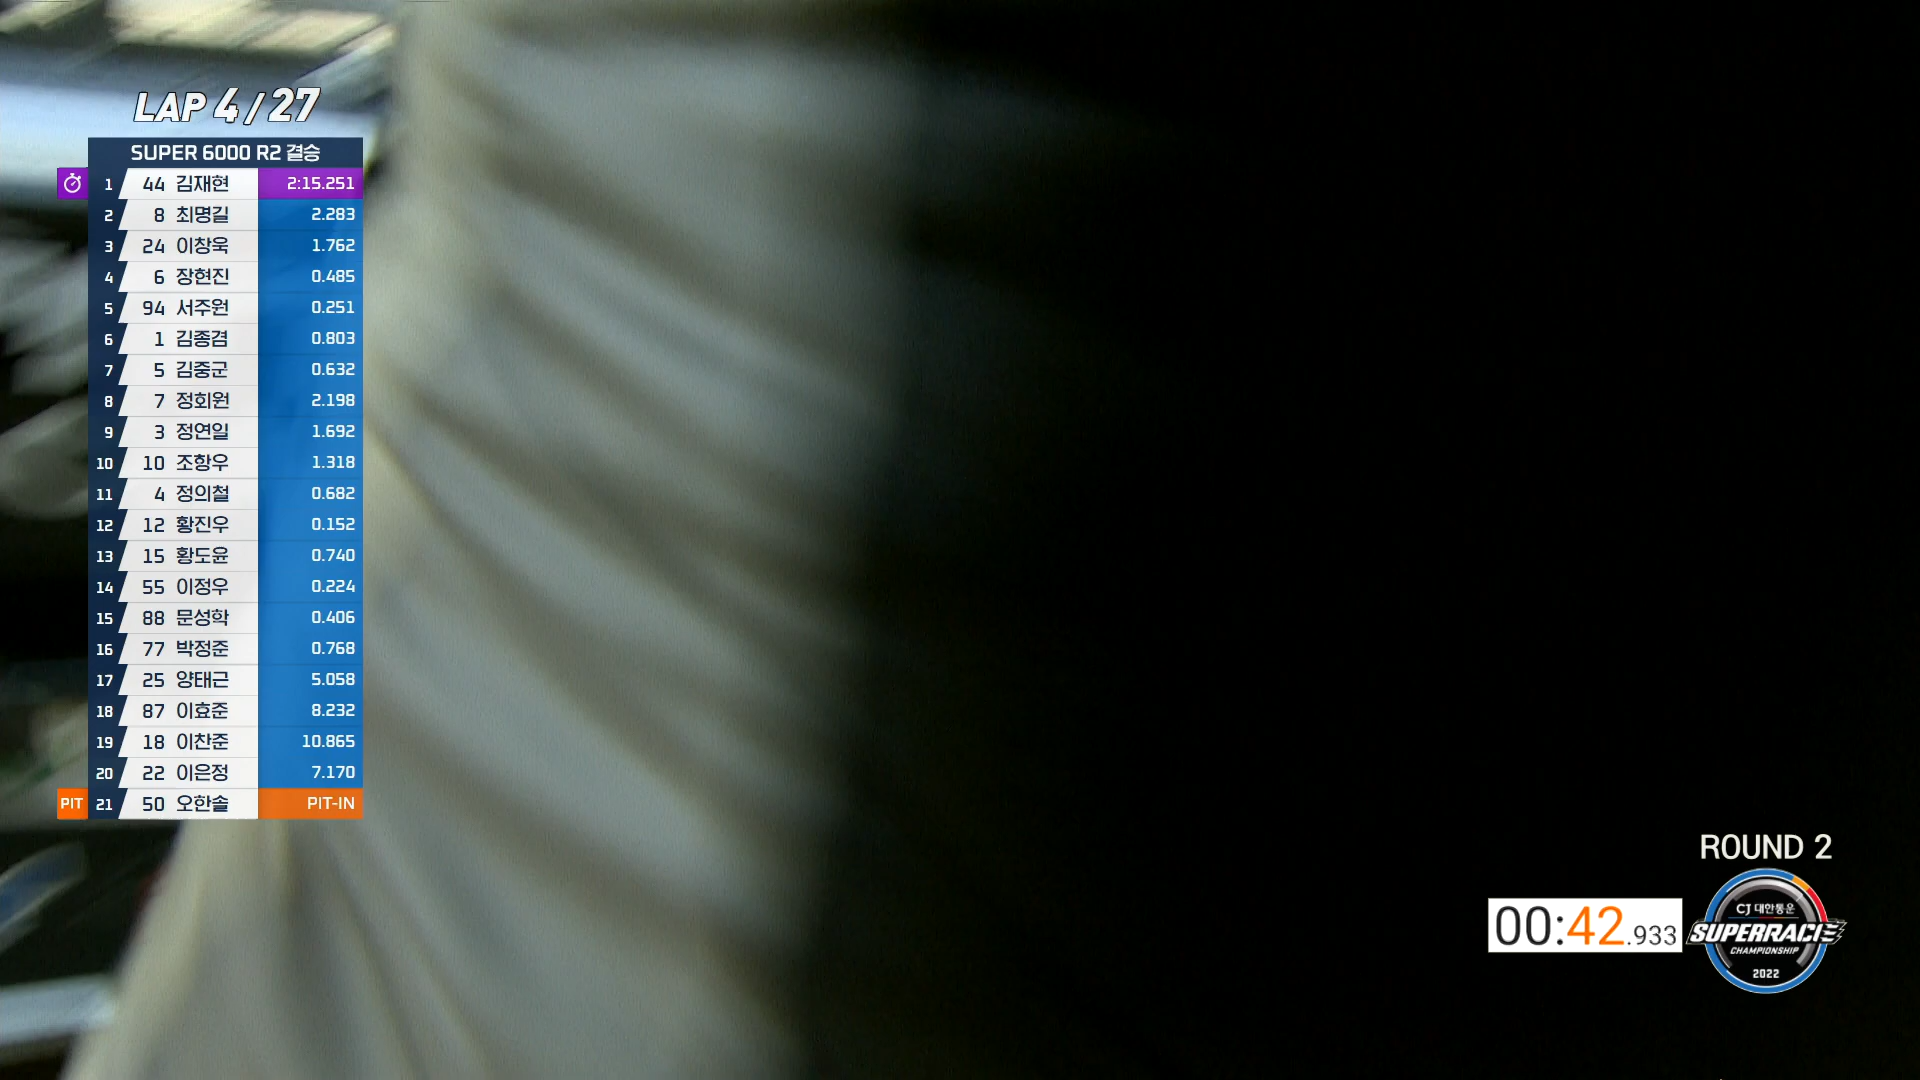 LAP 4/27
SUPER 6000 R2 결승
1 44 김재현 2:15.251
2 8 최명길 2.283
3 24 이창욱 1.762
4 6 장현진 0.485
5 94 서주원 0.251
6 1 김종겸 0.803
7 5 김중군 0.632
8 7 정회원 2.198
9 3 정연일 1.692
10 10 조항우 1.318
11 4 정의철 0.682
12 12 황진우 0.152
13 15 황도윤 0.740
14 55 이정우 0.224
15 88 문성학 0.406
16 77 박정준 0.768
17 25 양태근 5.058
18 87 이효준 8.232
19 18 이찬준 10.865
20 22 이은정 7.170
PIT 21 50 오한솔 PIT-IN
ROUND 2
00:42.933
CJ 대한통운
SUPERRACE
CHAMPIONSHIP
2022